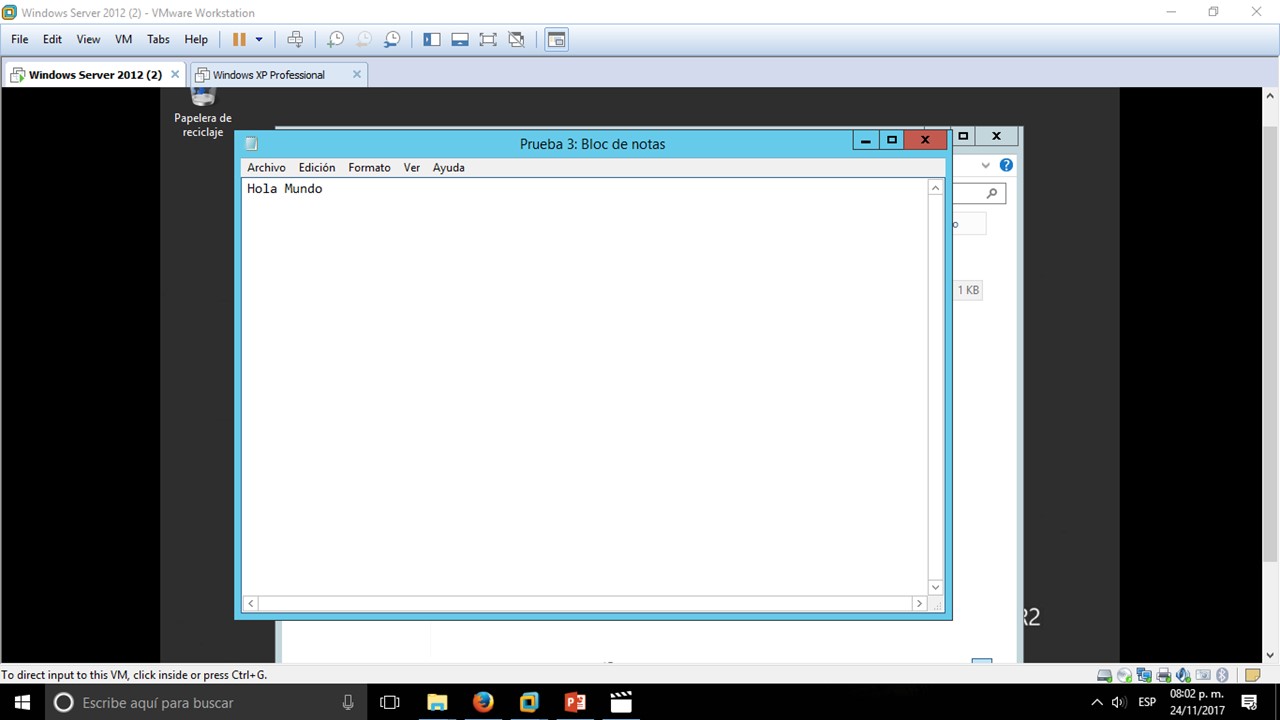 Windows Server 2012 (2) - VMware Workstation
File Edit View VM Tabs Help
Windows Server 2012 (2) Windows XP Professional
Papelera de
reciclaje
Prueba 3: Bloc de notas
Archivo Edición Formato Ver Ayuda
Hola Mundo
o
1 KB
R2
To direct input to this VM, click inside or press Ctrl+G.
Escribe aquí para buscar
ESP
08:02 p. m.
24/11/2017